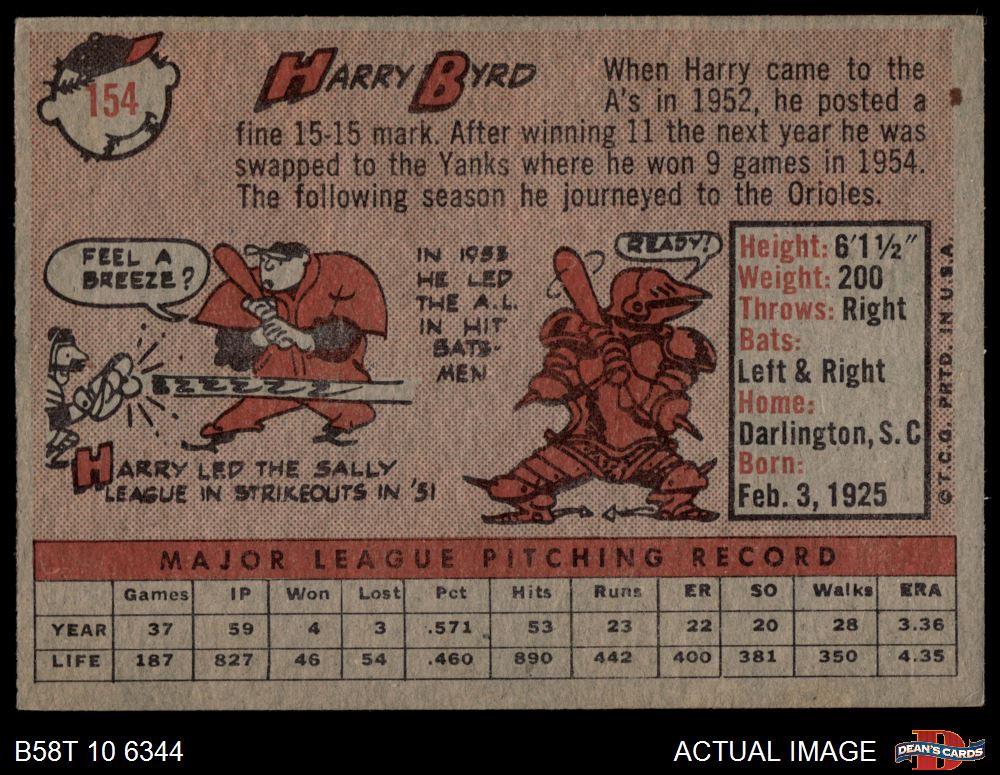 154
HARRY BYRD
When Harry came to the
A's in 1952, he posted a
fine 15-15 mark. After winning 11 the next year he was
swapped to the Yanks where he won 9 games in 1954.
The following season he journeyed to the Orioles.
FEEL A
BREEZE?
HARRY LED THE SALLY
LEAGUE IN STRIKEOUTS IN '51
IN 1953
HE LED
THE A.L.
IN HIT
BATS-
MEN
READY!
Height: 6'1½"
Weight: 200
Throws: Right
Bats:
Left & Right
Home:
Darlington, S. C
Born:
Feb. 3, 1925
© T.C.G. PRTD. IN U.S.A.
MAJOR LEAGUE PITCHING RECORD
Games IP Won Lost Pct Hits Runs ER SO Walks ERA
YEAR 37 59 4 3 .571 53 23 22 20 28 3.36
LIFE 187 827 46 54 .460 890 442 400 381 350 4.35
B58T 10 6344
ACTUAL IMAGE
DEAN'S CARDS